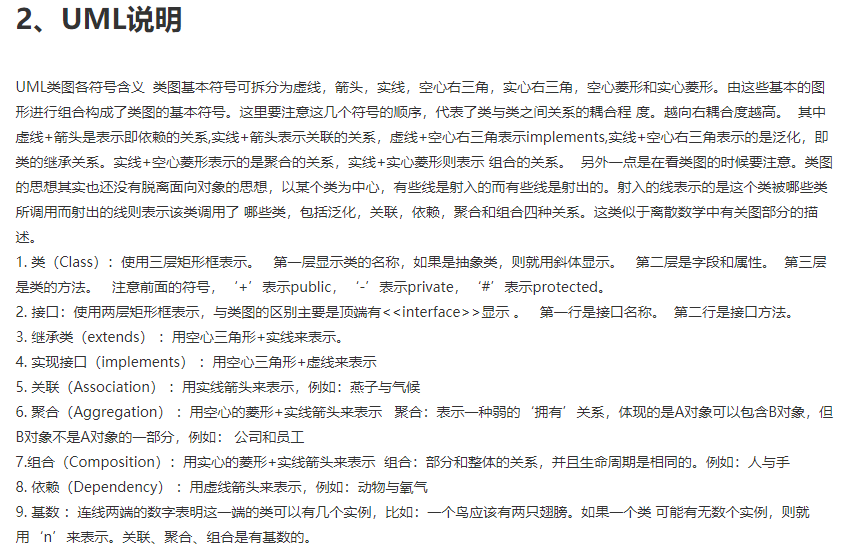 2、UML说明
UML类图各符号含义 类图基本符号可拆分为虚线，箭头，实线，空心右三角，实心右三角，空心菱形和实心菱形。由这些基本的图
形进行组合构成了类图的基本符号。这里要注意这几个符号的顺序，代表了类与类之间关系的耦合程 度。越向右耦合度越高。 其中
虚线+箭头是表示即依赖的关系,实线+箭头表示关联的关系，虚线+空心右三角表示implements,实线+空心右三角表示的是泛化，即
类的继承关系。实线+空心菱形表示的是聚合的关系，实线+实心菱形则表示 组合的关系。 另外一点是在看类图的时候要注意。类图
的思想其实也还没有脱离面向对象的思想，以某个类为中心，有些线是射入的而有些线是射出的。射入的线表示的是这个类被哪些类
所调用而射出的线则表示该类调用了 哪些类，包括泛化，关联，依赖，聚合和组合四种关系。这类似于离散数学中有关图部分的描
述。
1. 类（Class）：使用三层矩形框表示。 第一层显示类的名称，如果是抽象类，则就用斜体显示。 第二层是字段和属性。 第三层
是类的方法。 注意前面的符号，‘+’表示public，‘-’表示private，‘#’表示protected。
2. 接口：使用两层矩形框表示，与类图的区别主要是顶端有<<interface>>显示 。 第一行是接口名称。 第二行是接口方法。
3. 继承类（extends）：用空心三角形+实线来表示。
4. 实现接口（implements）：用空心三角形+虚线来表示
5. 关联（Association）：用实线箭头来表示，例如：燕子与气候
6. 聚合（Aggregation）：用空心的菱形+实线箭头来表示 聚合：表示一种弱的‘拥有’关系，体现的是A对象可以包含B对象，但
B对象不是A对象的一部分，例如： 公司和员工
7.组合（Composition）：用实心的菱形+实线箭头来表示 组合：部分和整体的关系，并且生命周期是相同的。例如：人与手
8. 依赖（Dependency）：用虚线箭头来表示，例如：动物与氧气
9. 基数 ：连线两端的数字表明这一端的类可以有几个实例，比如：一个鸟应该有两只翅膀。如果一个类 可能有无数个实例，则就
用‘n’来表示。关联、聚合、组合是有基数的。